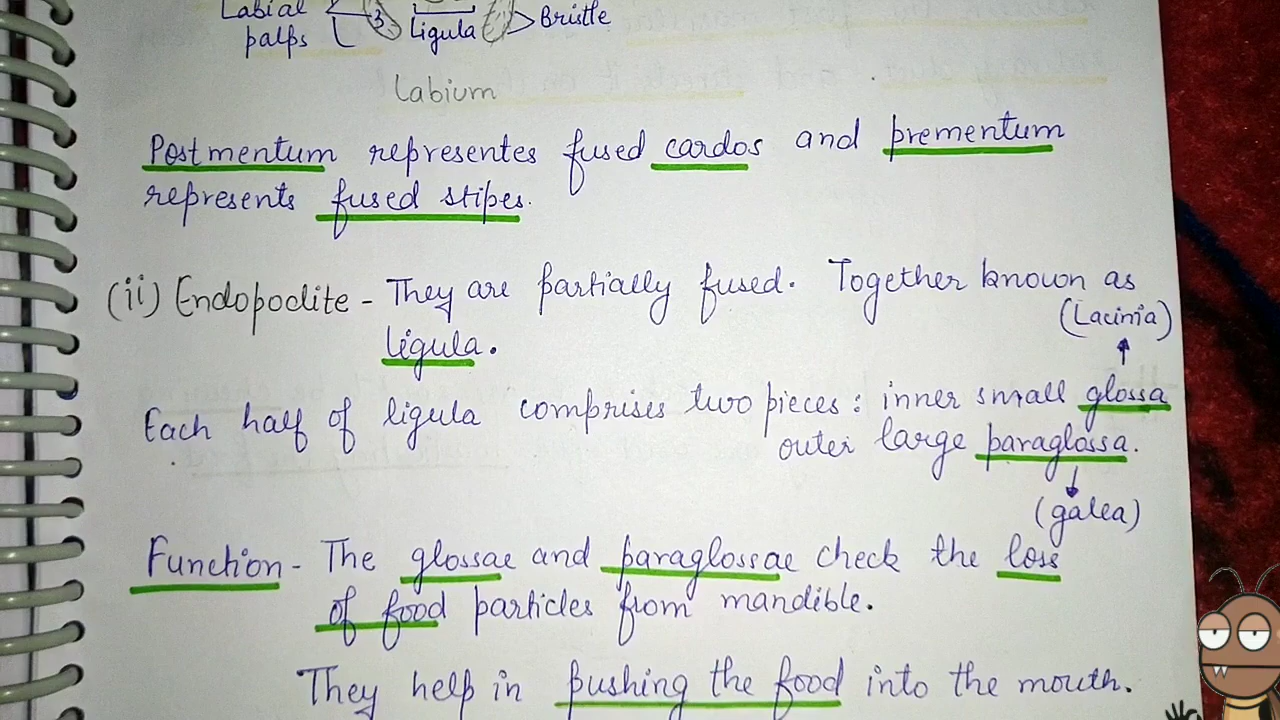 Labial
palps
3
Ligula
Bristle
Labium
Postmentum representes fused cardos and prementum
represents fused stipes.
(ii) Endopodite - They are partially fused. Together known as
ligula.
(Lacinia)
Each half of ligula comprises two pieces: inner small glossa
outer large paraglossa.
(galea)
Function - The glossae and paraglossae check the loss
of food particles from mandible.
They help in pushing the food into the mouth.